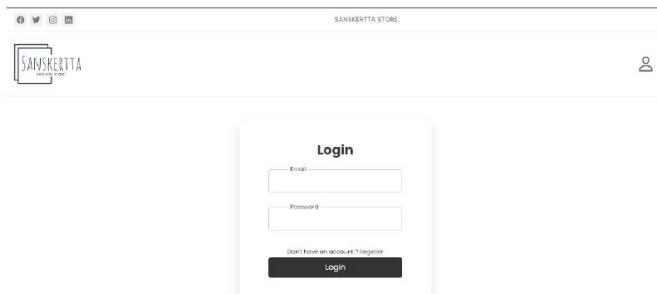 SANSKERTTA STORE
SANSKERTTA
Login
Email
Password
Don't have an account ? Register
Login